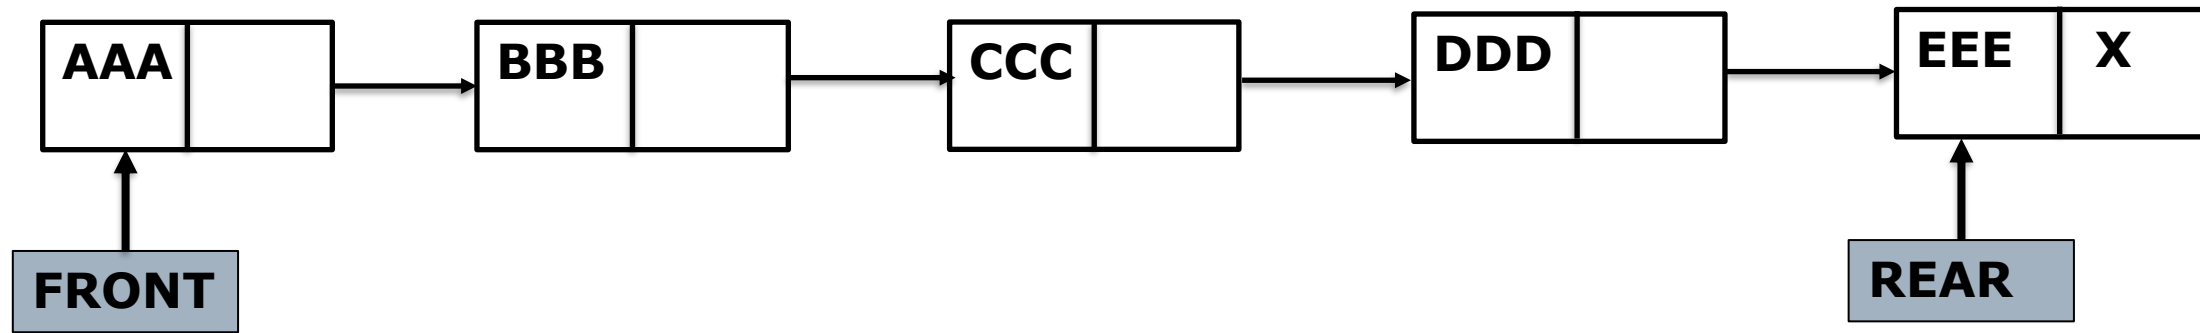 AAA BBB CCC DDD EEE X
FRONT REAR